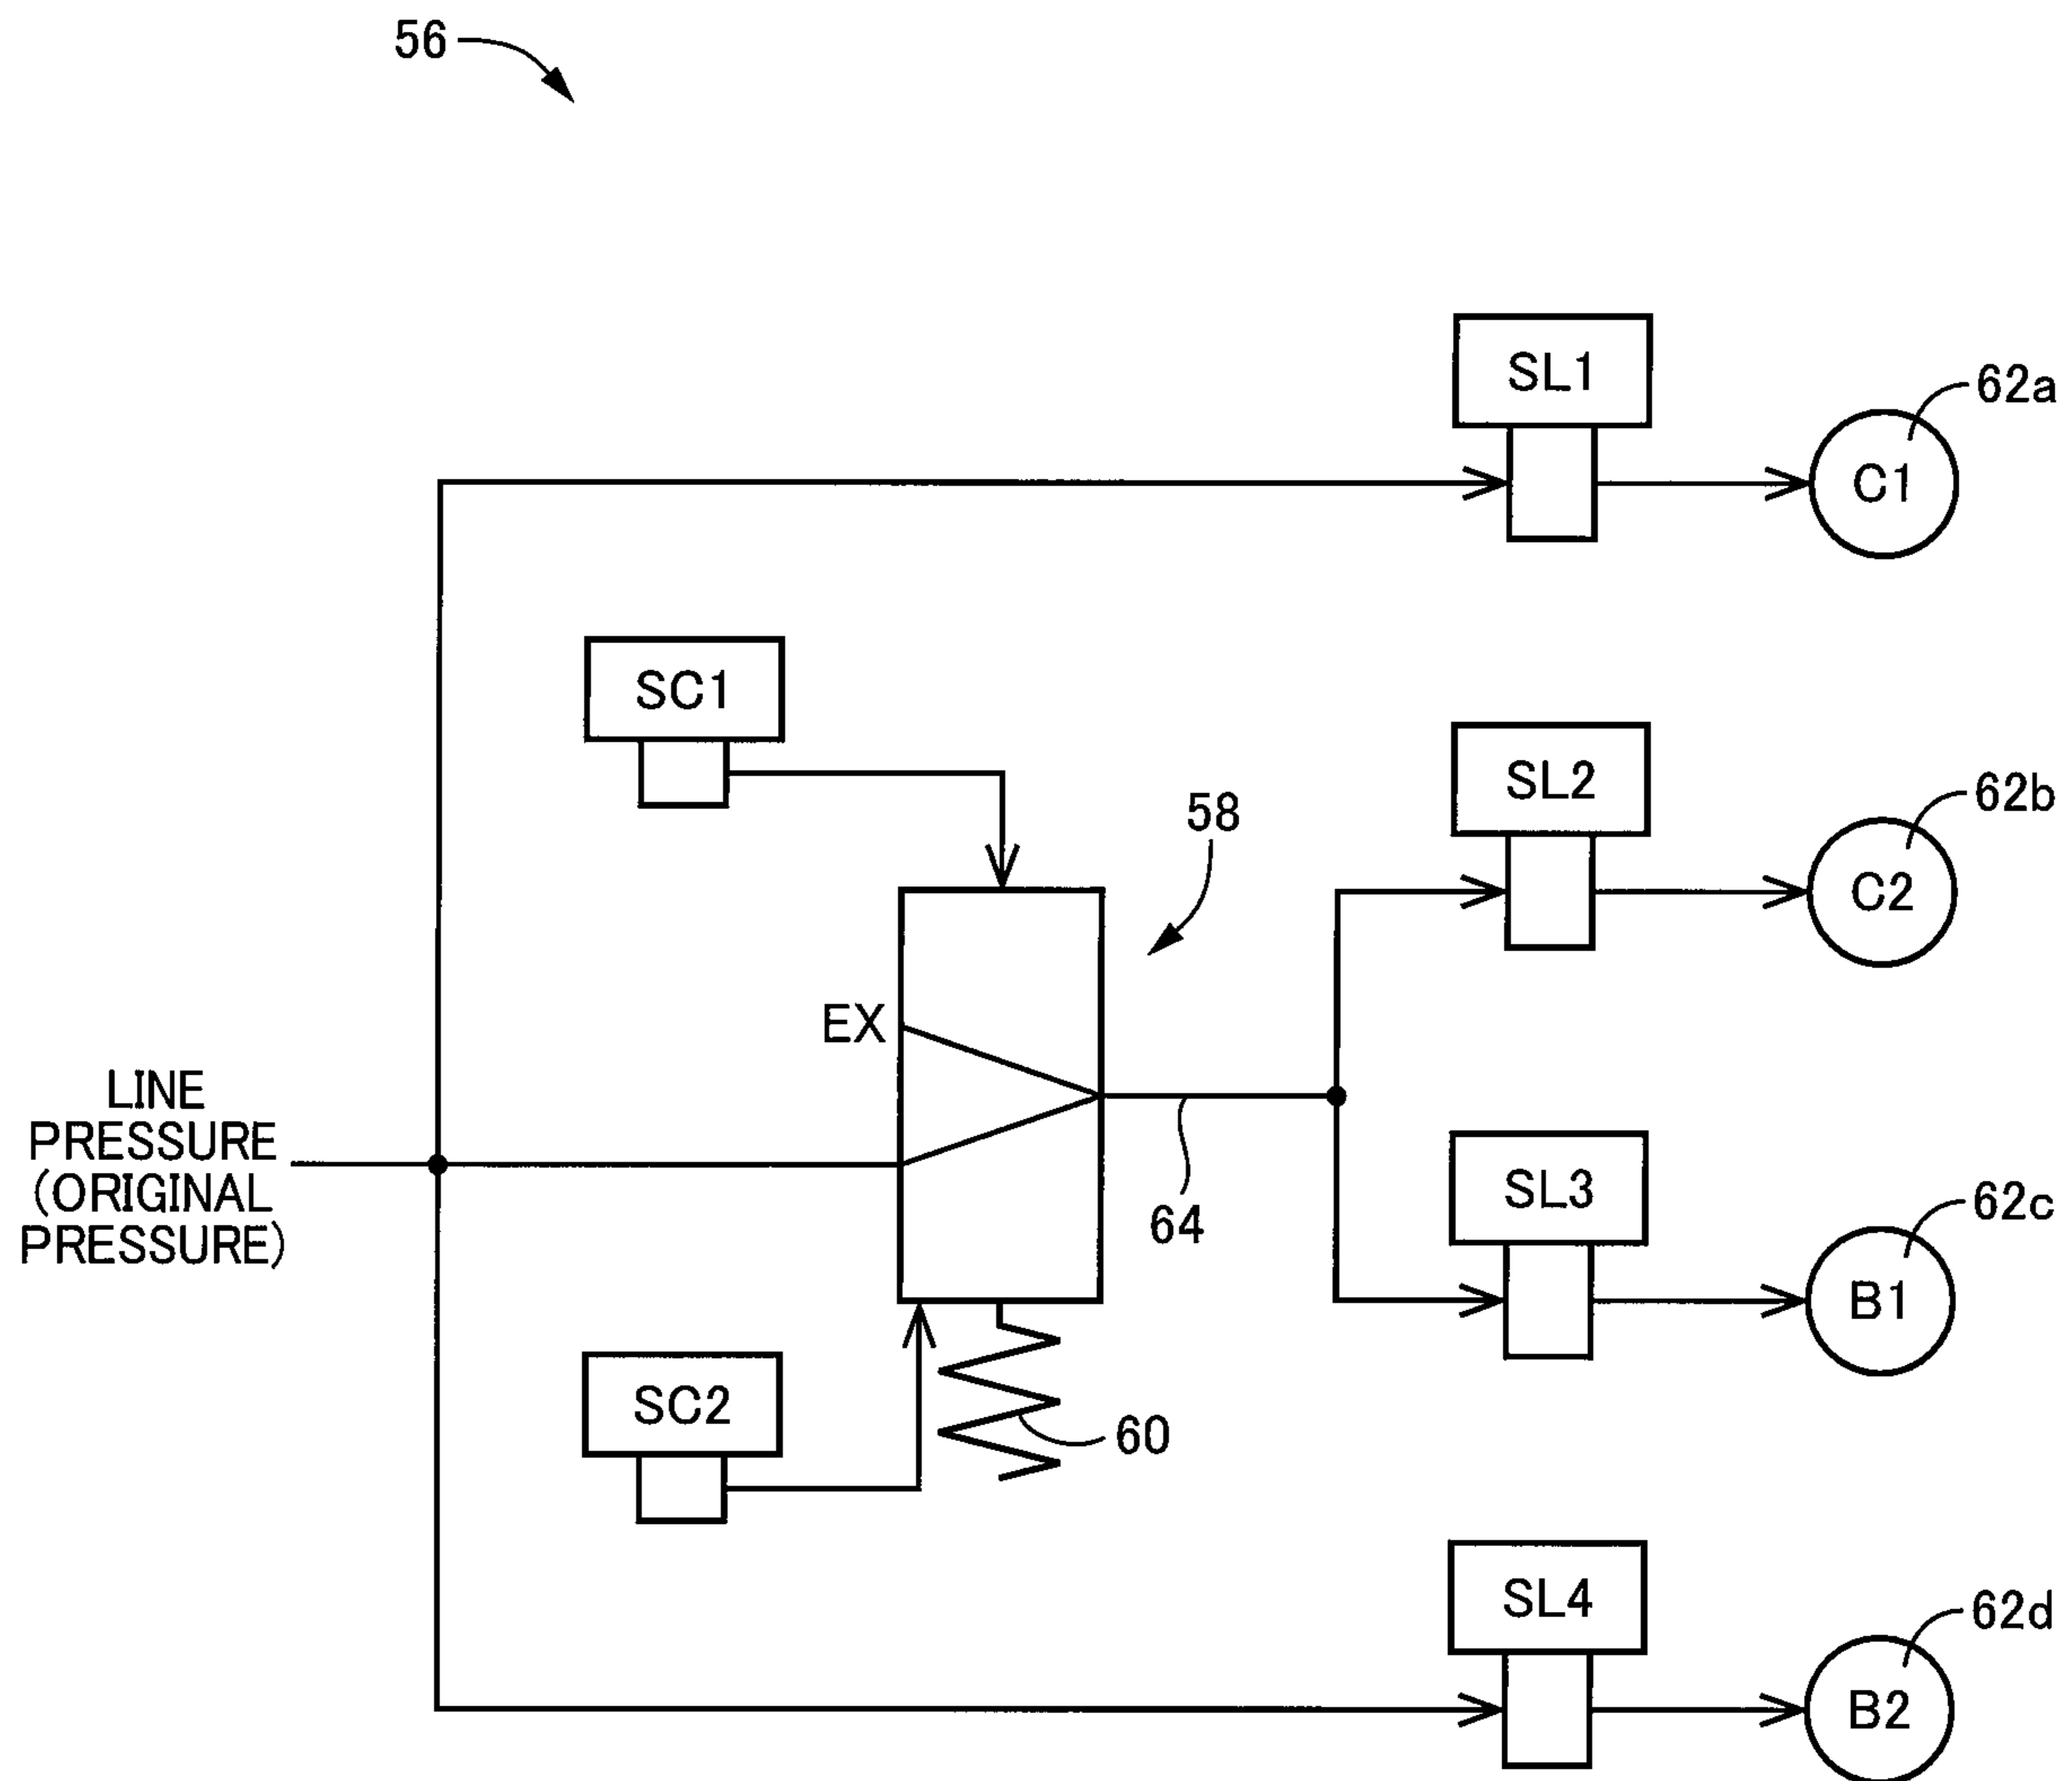 56
SL1
62a
C1
SC1
SL2
62b
58
C2
EX
LINE
PRESSURE
(ORIGINAL
PRESSURE)
64
SL3
62c
B1
SC2
60
SL4
62d
B2